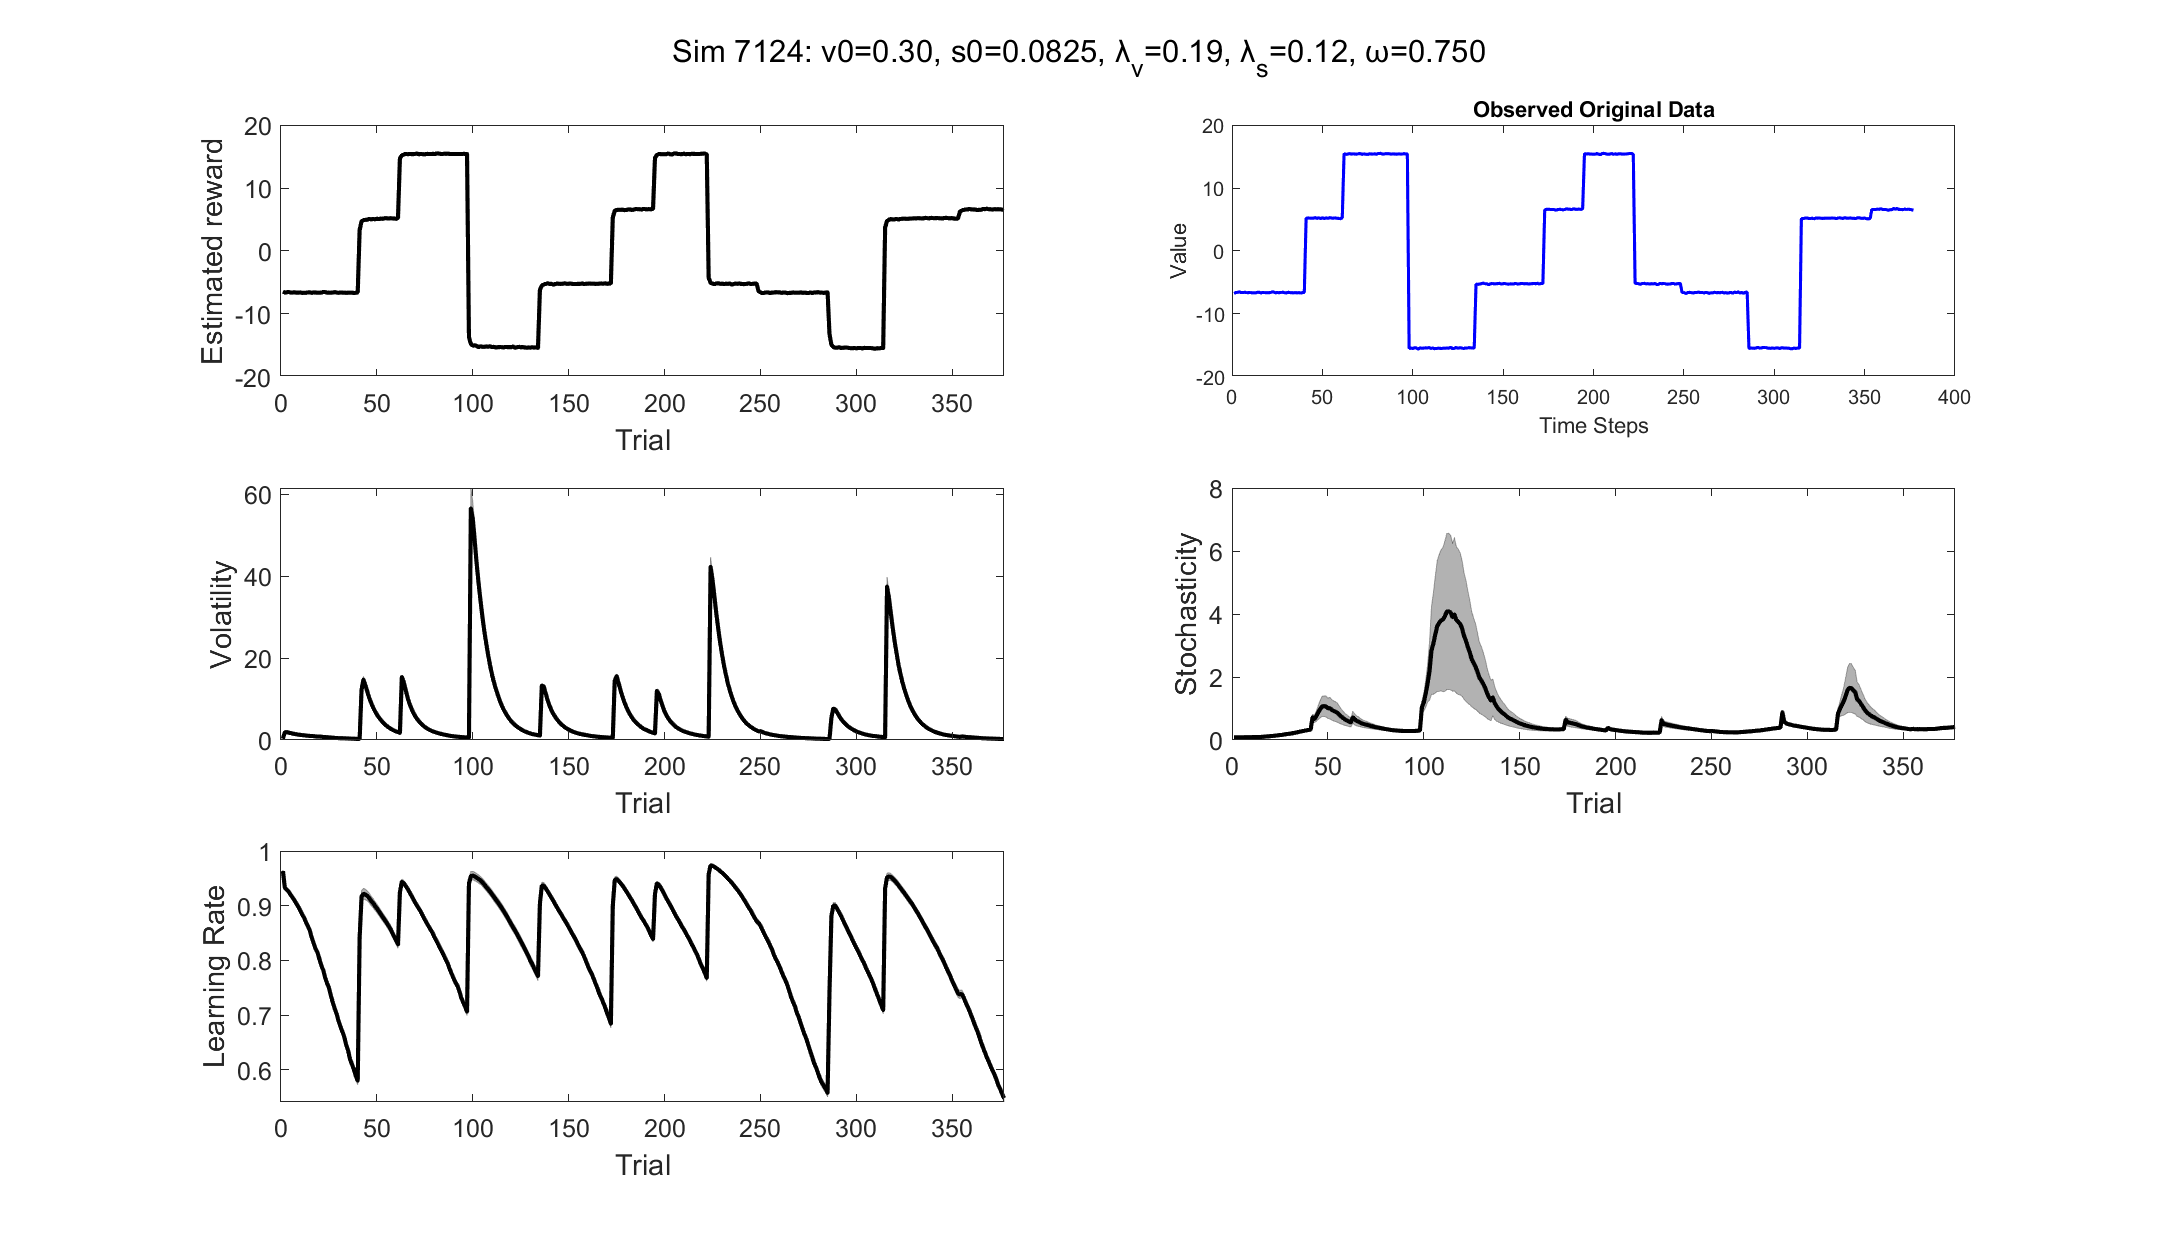 Sim 7124: v0=0.30, s0=0.0825, λ_v=0.19, λ_s=0.12, ω=0.750
Estimated reward
20
10
0
-10
-20
0 50 100 150 200 250 300 350
Trial
Observed Original Data
Value
20
10
0
-10
-20
0 50 100 150 200 250 300 350 400
Time Steps
Volatility
60
40
20
0
0 50 100 150 200 250 300 350
Trial
Stochasticity
8
6
4
2
0
0 50 100 150 200 250 300 350
Trial
Learning Rate
1
0.9
0.8
0.7
0.6
0 50 100 150 200 250 300 350
Trial